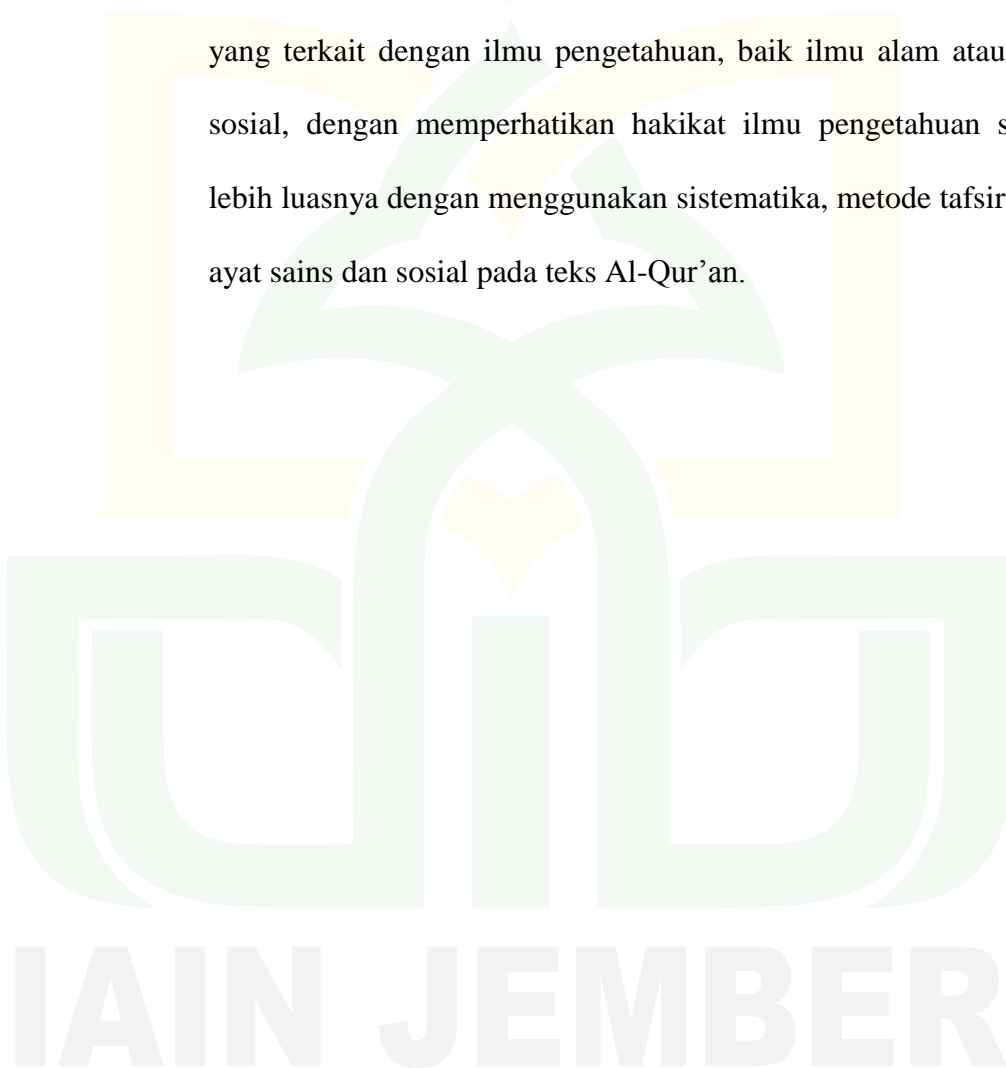 yang terkait dengan ilmu pengetahuan, baik ilmu alam atau
sosial, dengan memperhatikan hakikat ilmu pengetahuan
lebih luasnya dengan menggunakan sistematika, metode tafsir
ayat sains dan sosial pada teks Al-Qur’an.
IAIN JEMBER